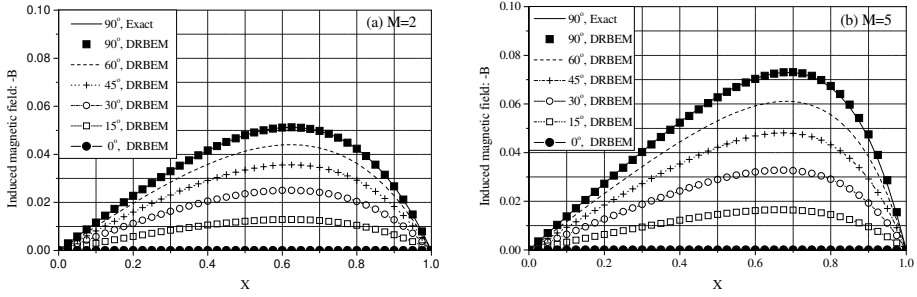 (a) M=2
90°, Exact
90°, DRBEM
60°, DRBEM
45°, DRBEM
30°, DRBEM
15°, DRBEM
0°, DRBEM
Induced magnetic field: -B
0.10
0.08
0.06
0.04
0.02
0.00
0.0 0.2 0.4 0.6 0.8 1.0
X
(b) M=5
90°, Exact
90°, DRBEM
60°, DRBEM
45°, DRBEM
30°, DRBEM
15°, DRBEM
0°, DRBEM
Induced magnetic field: -B
0.10
0.08
0.06
0.04
0.02
0.00
0.0 0.2 0.4 0.6 0.8 1.0
X